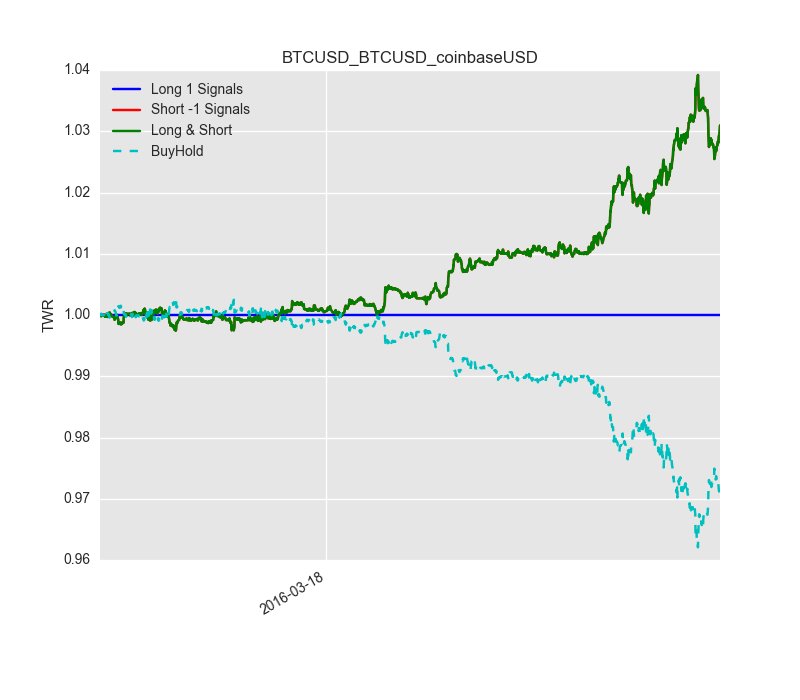 BTCUSD_BTCUSD_coinbaseUSD
1.04
Long 1 Signals
Short -1 Signals
Long & Short
BuyHold
1.03
1.02
1.01
1.00
0.99
0.98
0.97
0.96
TWR
2016-03-18